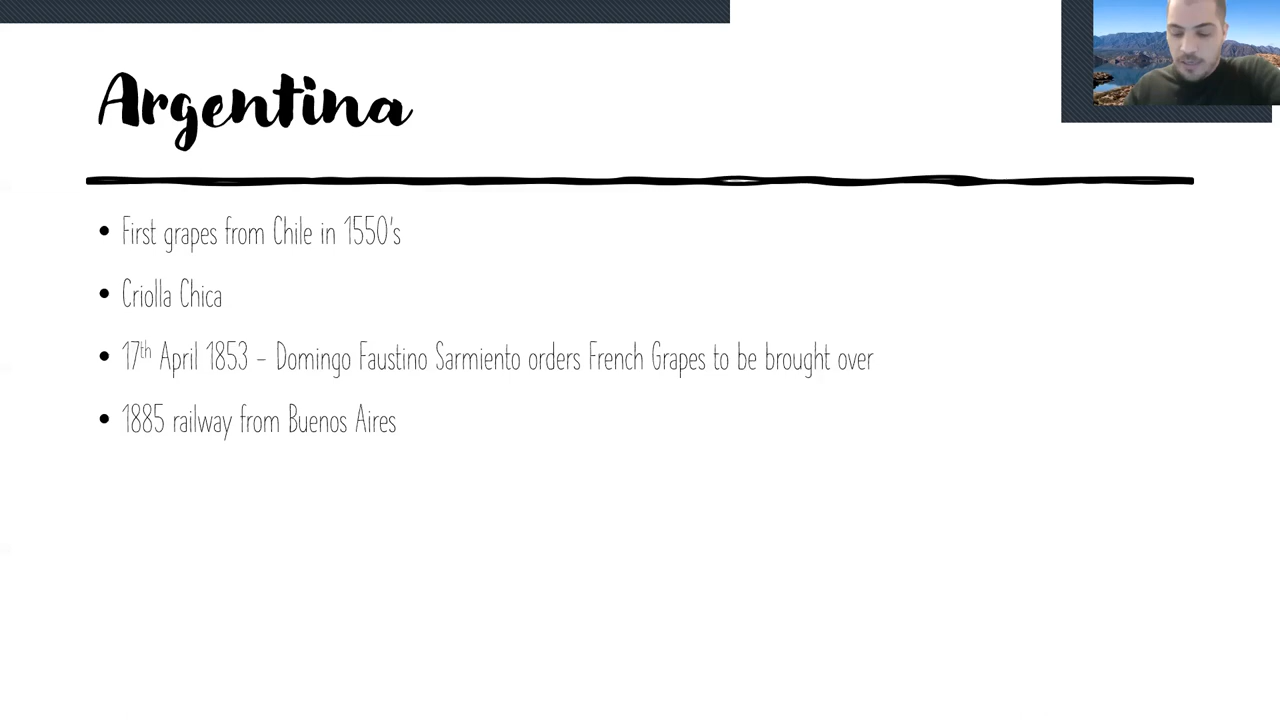 Argentina
• First grapes from Chile in 1550's
• Criolla Chica
• 17th April 1853 – Domingo Faustino Sarmiento orders French Grapes to be brought over
• 1885 railway from Buenos Aires